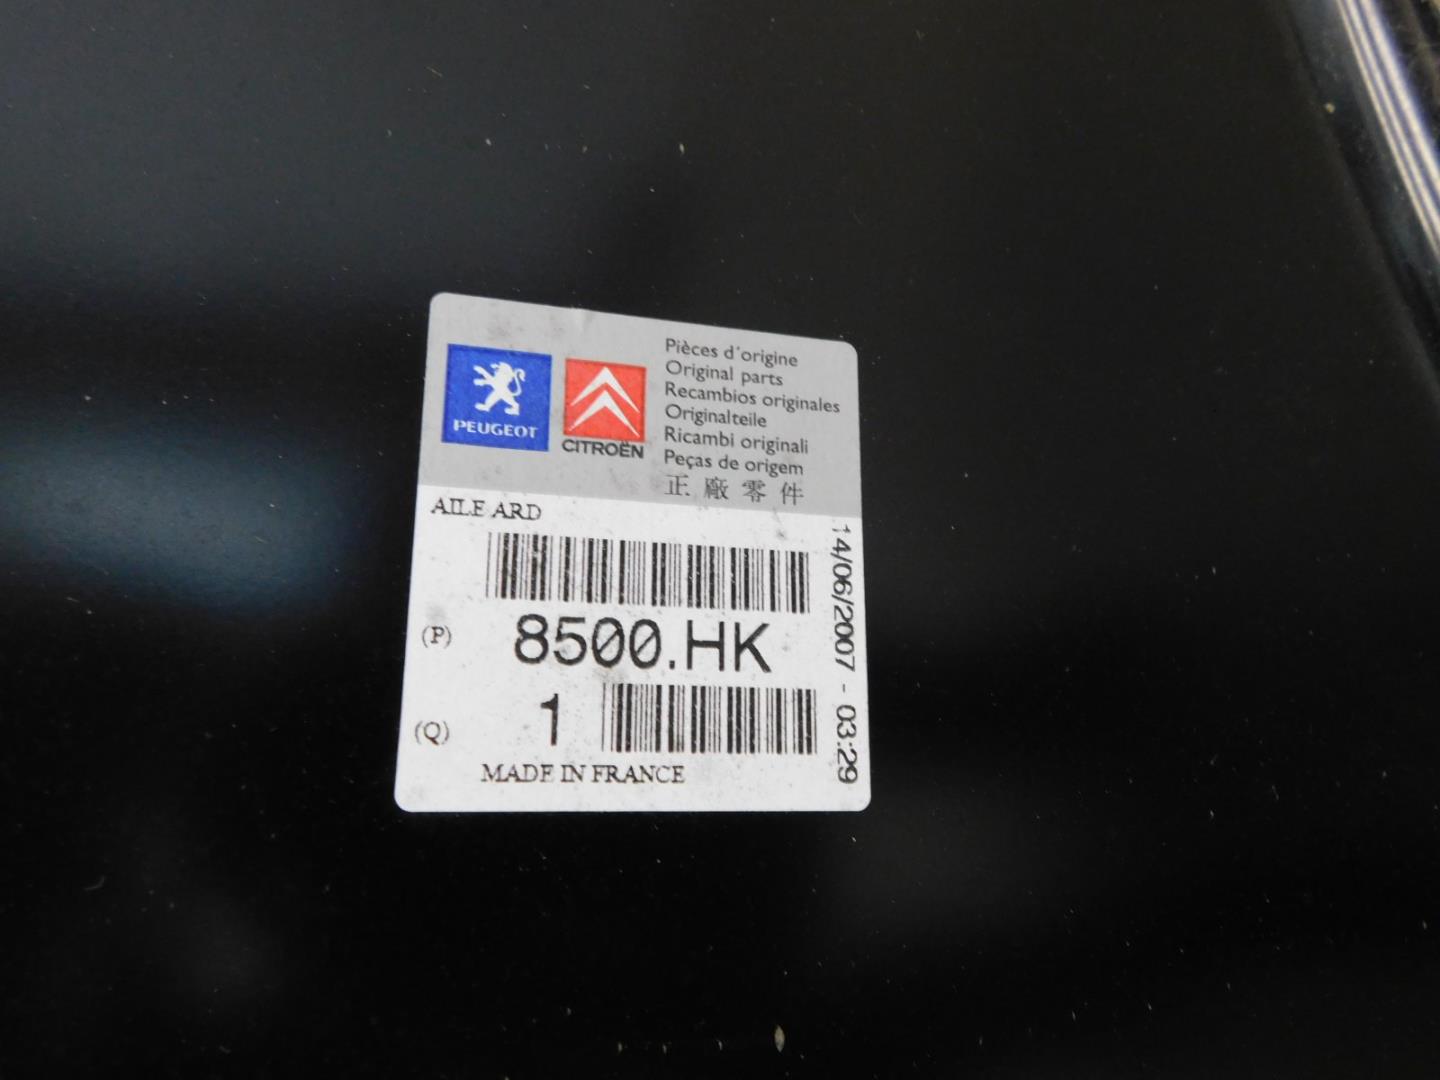 PEUGEOT
CITROËN
Pièces d'origine
Original parts
Recambios originales
Originalteile
Ricambi originali
Peças de origem
正廠零件
AILE ARD
(P) 8500.HK
(Q) 1
MADE IN FRANCE
14/06/2007 - 03:29